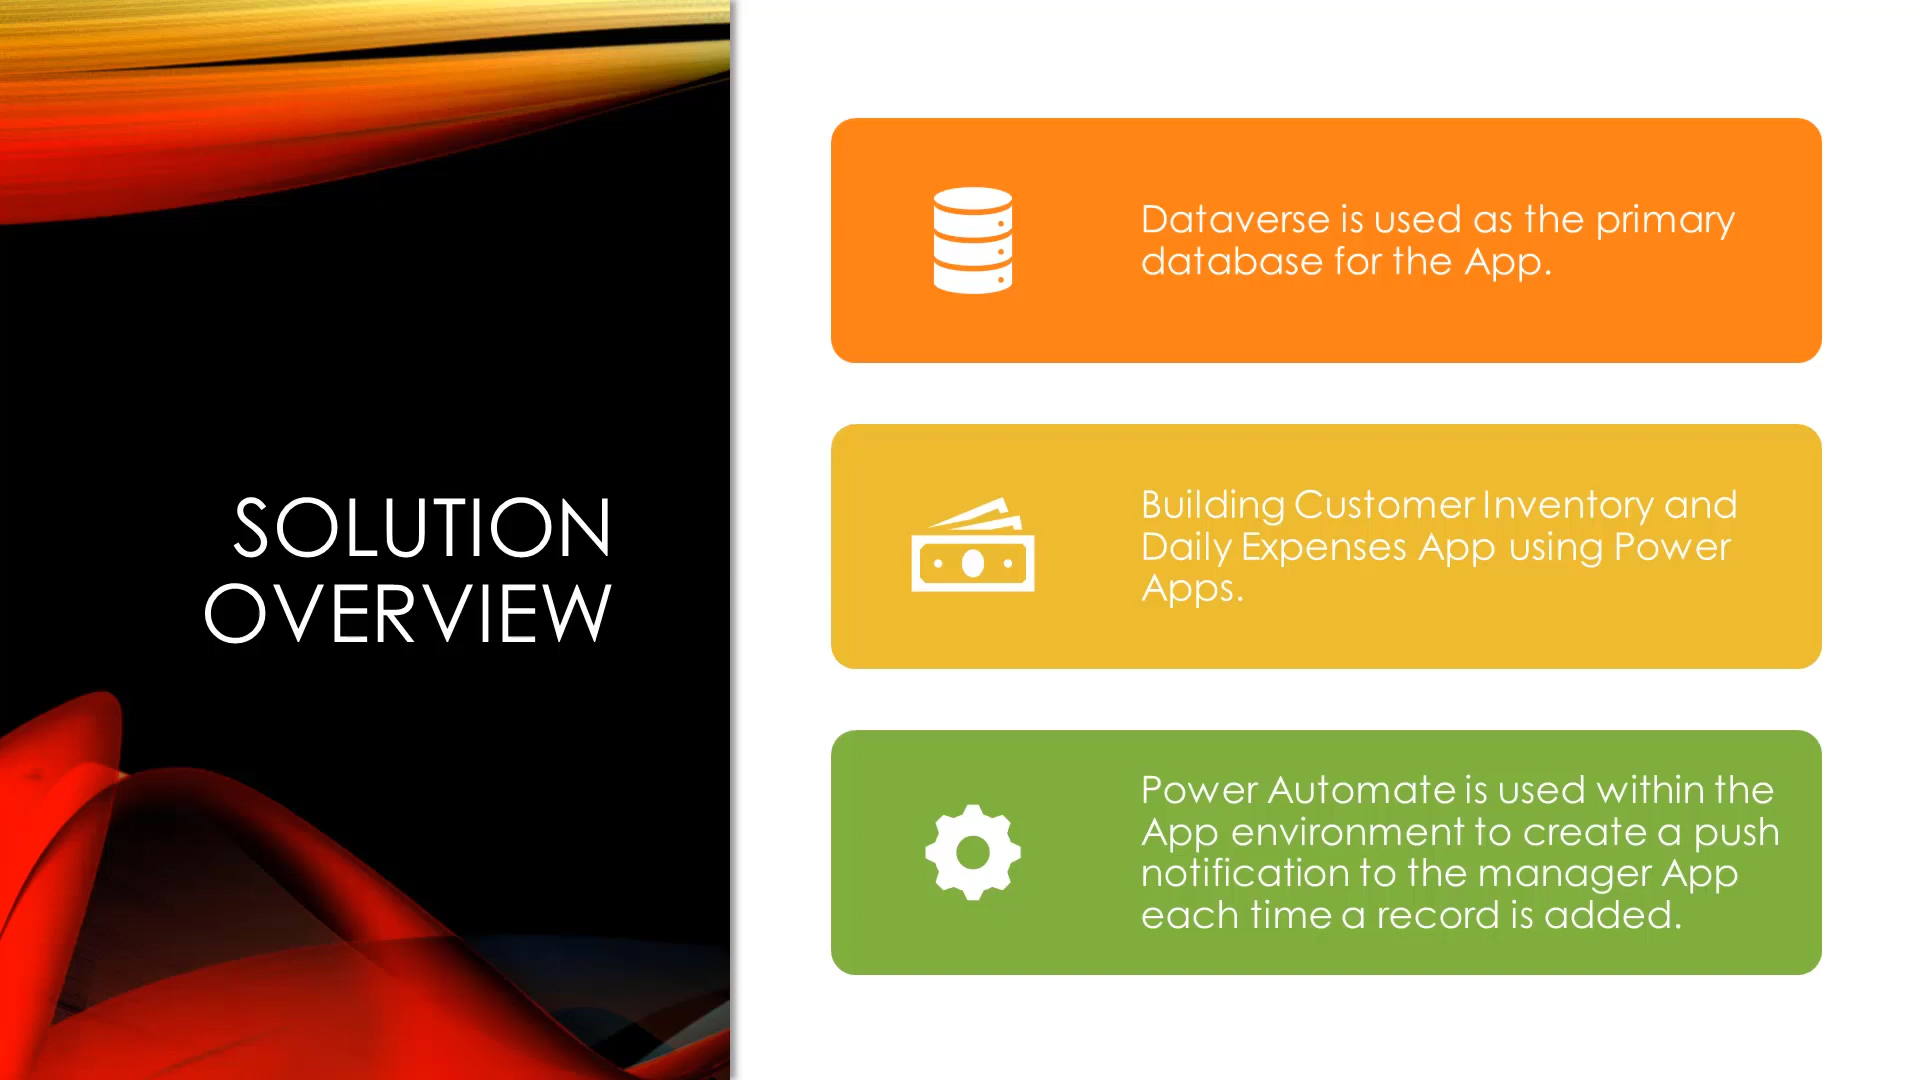 SOLUTION
OVERVIEW
Dataverse is used as the primary
database for the App.
Building Customer Inventory and
Daily Expenses App using Power
Apps.
Power Automate is used within the
App environment to create a push
notification to the manager App
each time a record is added.